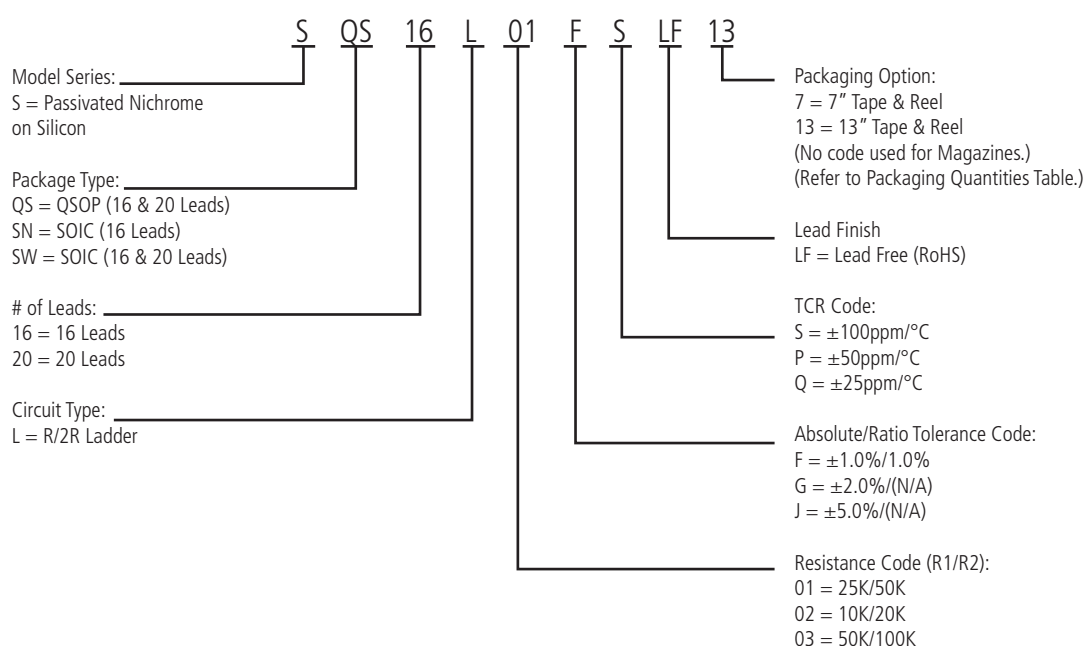 S QS 16 L 01 F S LF 13
Model Series:
S = Passivated Nichrome
on Silicon
Package Type:
QS = QSOP (16 & 20 Leads)
SN = SOIC (16 Leads)
SW = SOIC (16 & 20 Leads)
# of Leads:
16 = 16 Leads
20 = 20 Leads
Circuit Type:
L = R/2R Ladder
Packaging Option:
7 = 7″ Tape & Reel
13 = 13″ Tape & Reel
(No code used for Magazines.)
(Refer to Packaging Quantities Table.)
Lead Finish
LF = Lead Free (RoHS)
TCR Code:
S = ±100ppm/°C
P = ±50ppm/°C
Q = ±25ppm/°C
Absolute/Ratio Tolerance Code:
F = ±1.0%/1.0%
G = ±2.0%/(N/A)
J = ±5.0%/(N/A)
Resistance Code (R1/R2):
01 = 25K/50K
02 = 10K/20K
03 = 50K/100K